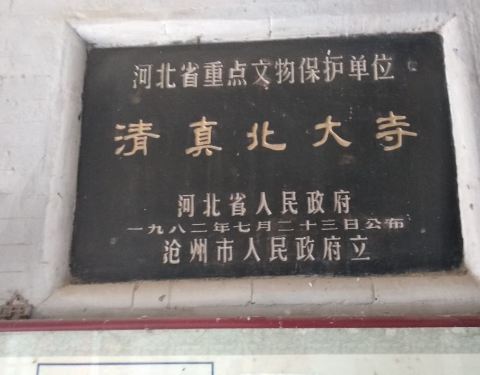 河北省重点文物保护单位
清真北大寺
河北省人民政府
一九八二年七月二十三日公布
沧州市人民政府立